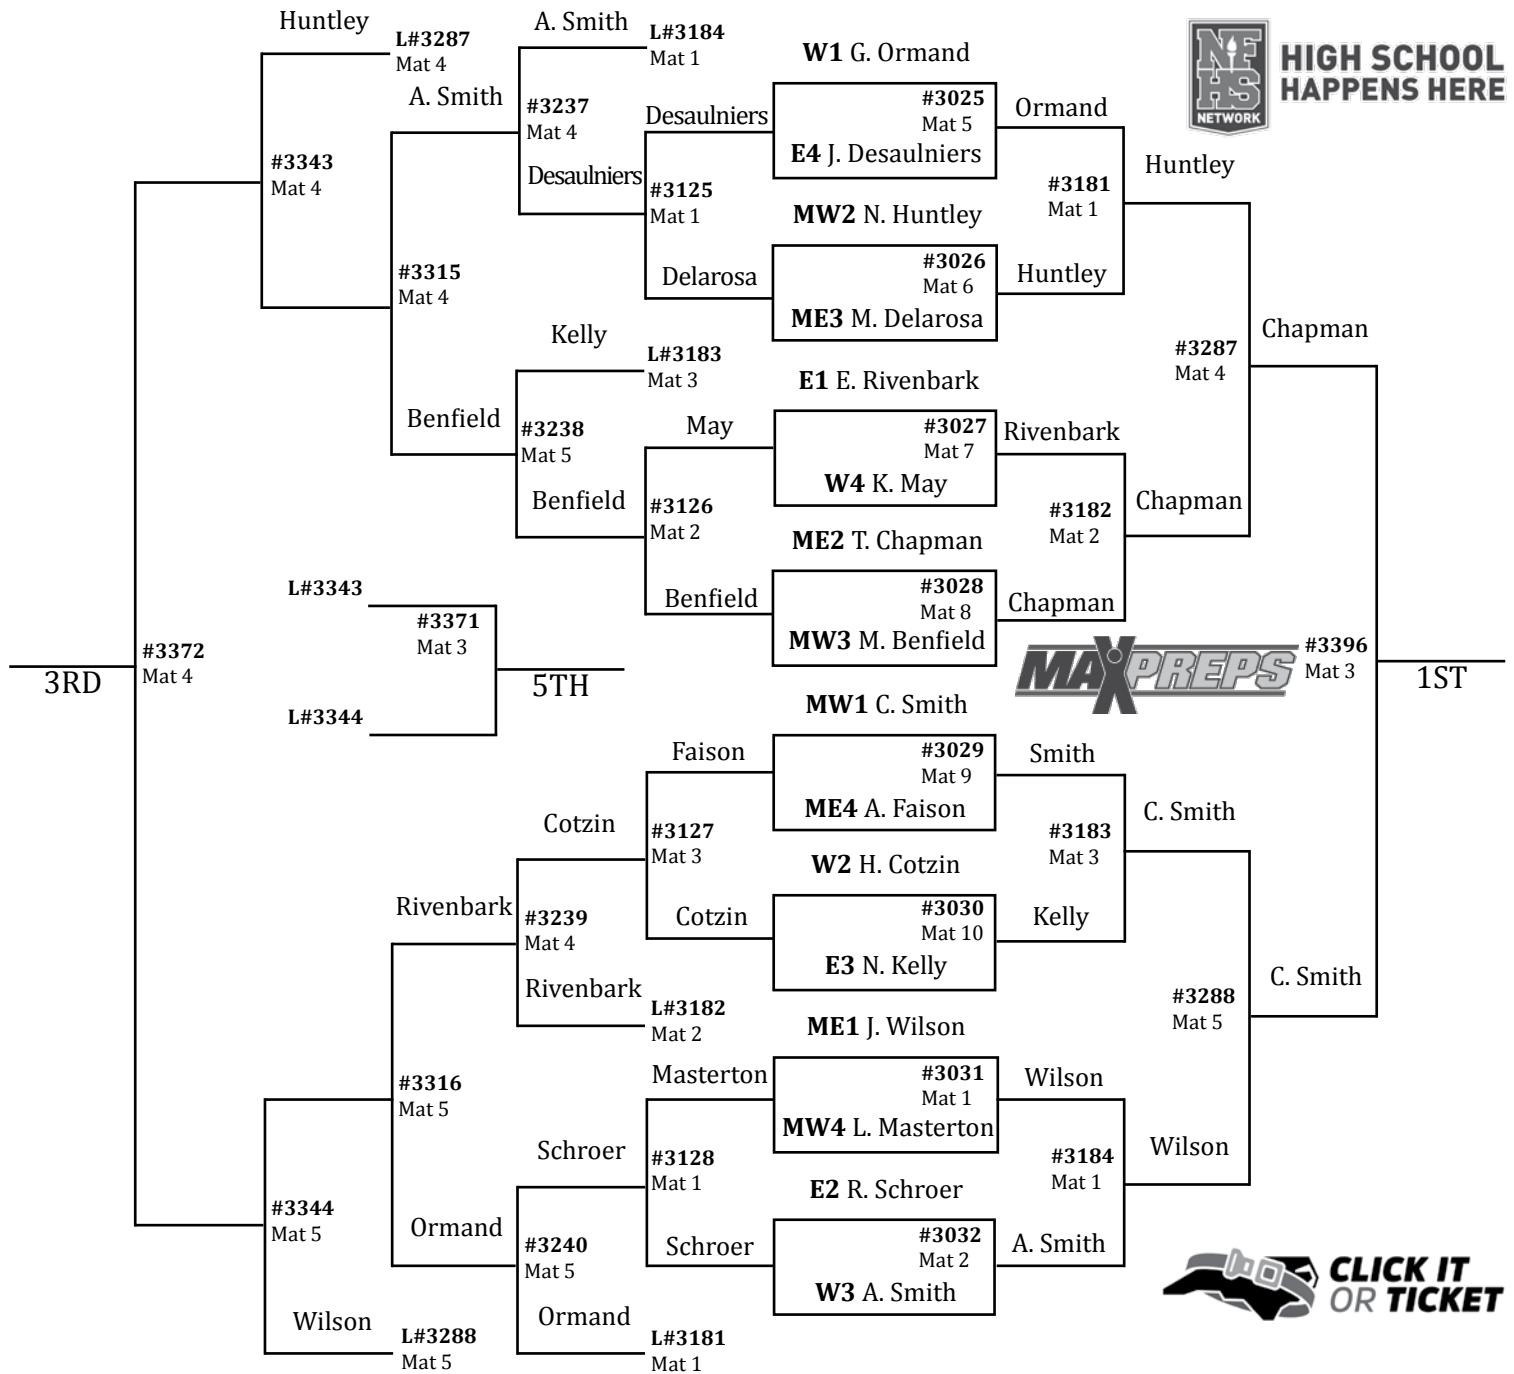 Huntley
L#3287
Mat 4
A. Smith
L#3184
Mat 1
W1 G. Ormand
NFHS
NETWORK
HIGH SCHOOL
HAPPENS HERE
A. Smith
#3237
Mat 4
Desaulniers
#3025
Mat 5
Ormand
E4 J. Desaulniers
#3343
Mat 4
Desaulniers
#3125
Mat 1
MW2 N. Huntley
#3181
Mat 1
Huntley
#3315
Mat 4
Delarosa
#3026
Mat 6
Huntley
ME3 M. Delarosa
Kelly
L#3183
Mat 3
E1 E. Rivenbark
#3287
Mat 4
Chapman
Benfield
#3238
Mat 5
May
#3027
Mat 7
Rivenbark
W4 K. May
Benfield
#3126
Mat 2
ME2 T. Chapman
#3182
Mat 2
Chapman
L#3343
#3371
Mat 3
Benfield
#3028
Mat 8
Chapman
MW3 M. Benfield
3RD
#3372
Mat 4
5TH
MAXPREPS
#3396
Mat 3
1ST
L#3344
MW1 C. Smith
Faison
#3029
Mat 9
Smith
ME4 A. Faison
Cotzin
#3127
Mat 3
W2 H. Cotzin
#3183
Mat 3
C. Smith
Rivenbark
#3239
Mat 4
Cotzin
#3030
Mat 10
Kelly
E3 N. Kelly
Rivenbark
L#3182
Mat 2
ME1 J. Wilson
#3288
Mat 5
C. Smith
#3316
Mat 5
Masterton
#3031
Mat 1
Wilson
MW4 L. Masterton
Schroer
#3128
Mat 1
E2 R. Schroer
#3184
Mat 1
Wilson
#3344
Mat 5
Ormand
#3240
Mat 5
Schroer
#3032
Mat 2
A. Smith
W3 A. Smith
Wilson
L#3288
Mat 5
Ormand
L#3181
Mat 1
CLICK IT
OR TICKET